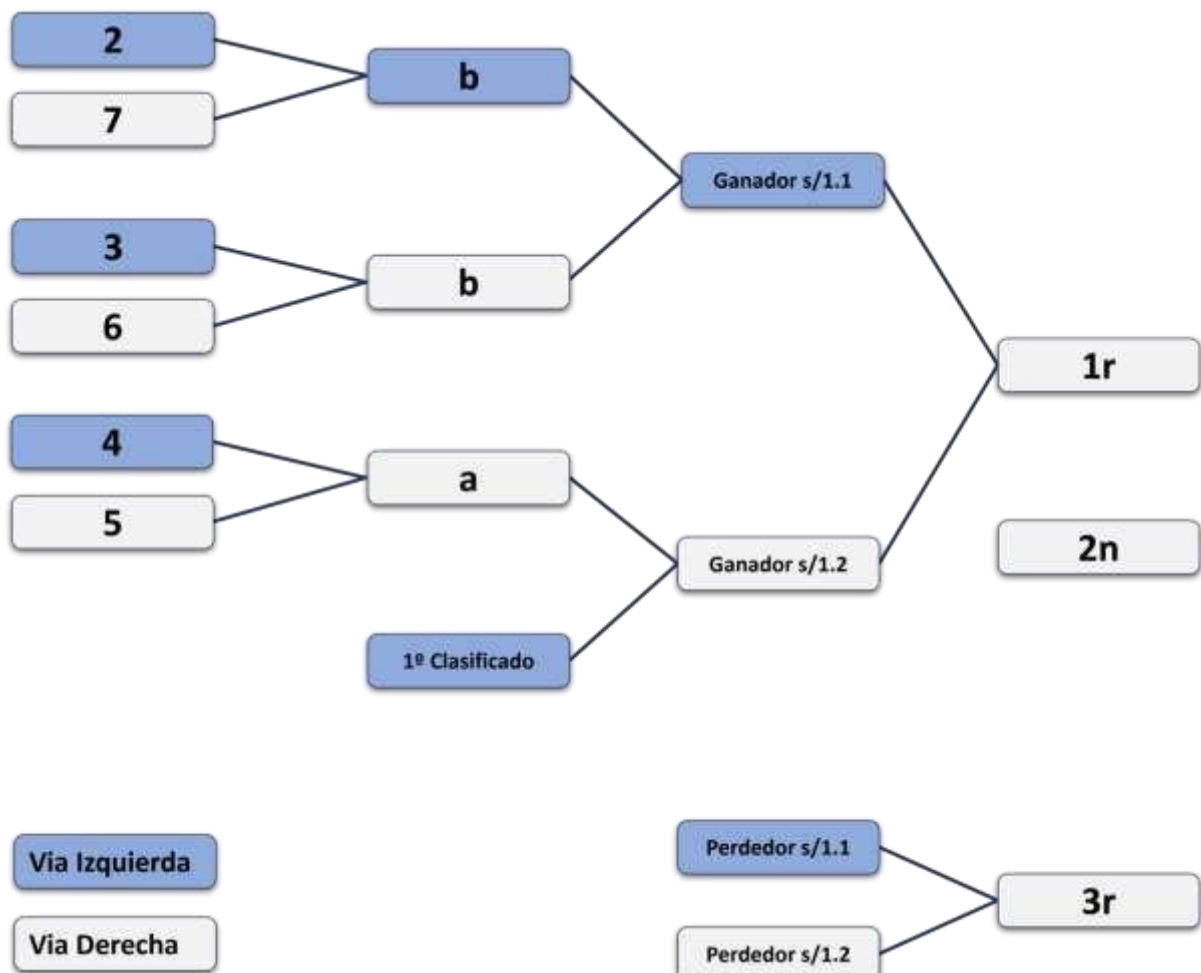 2
7
b
Ganador s/1.1
3
6
b
1r
4
5
a
2n
Ganador s/1.2
1º Clasificado
Via Izquierda
Via Derecha
Perdedor s/1.1
3r
Perdedor s/1.2